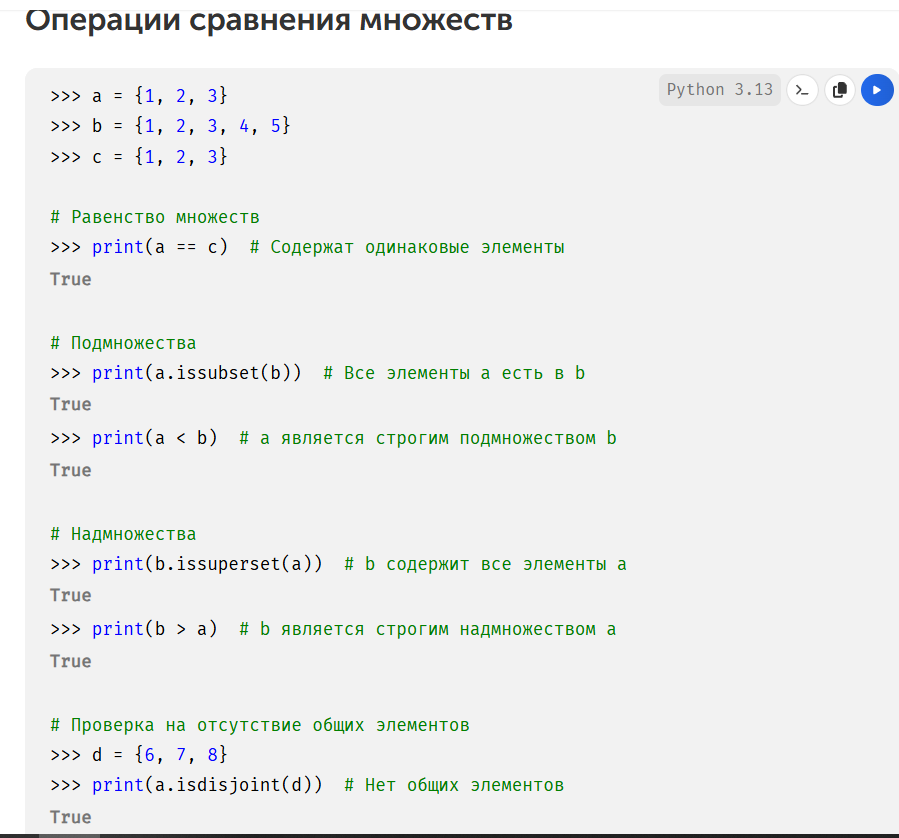 Операции сравнения множеств
Python 3.13
>>> a = {1, 2, 3}
>>> b = {1, 2, 3, 4, 5}
>>> c = {1, 2, 3}
# Равенство множеств
>>> print(a == c)  # Содержат одинаковые элементы
True
# Подмножества
>>> print(a.issubset(b))  # Все элементы a есть в b
True
>>> print(a < b)  # a является строгим подмножеством b
True
# Надмножества
>>> print(b.issuperset(a))  # b содержит все элементы a
True
>>> print(b > a)  # b является строгим надмножеством a
True
# Проверка на отсутствие общих элементов
>>> d = {6, 7, 8}
>>> print(a.isdisjoint(d))  # Нет общих элементов
True